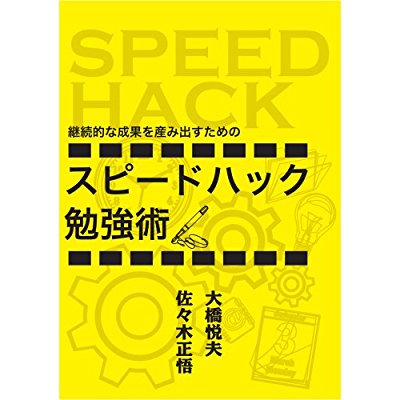 SPEED
HACK
継続的な成果を産み出すための
スピードハック
勉強術
大橋悦夫
佐々木正悟